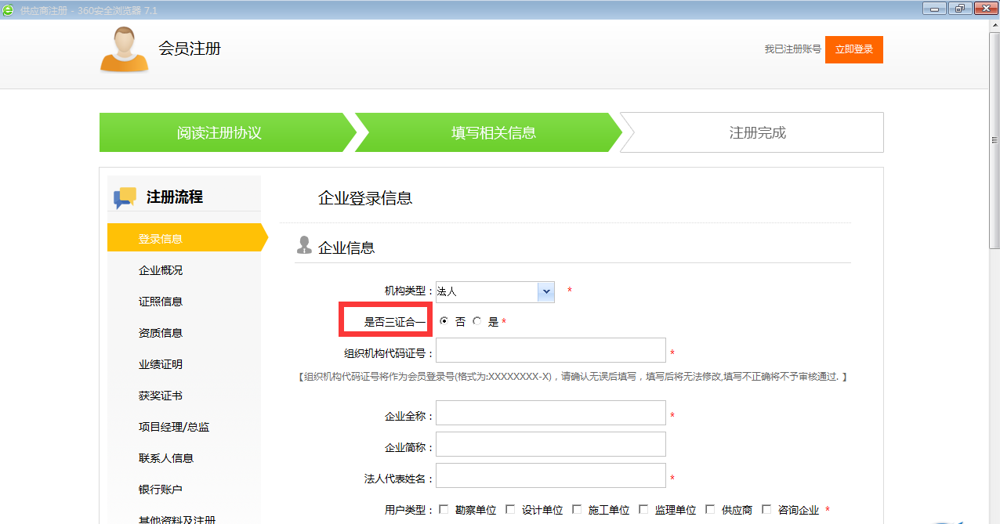 供应商注册 - 360安全浏览器 7.1
会员注册
我已注册账号 立即登录
阅读注册协议 填写相关信息 注册完成
注册流程
登录信息
企业概况
证照信息
资质信息
业绩证明
获奖证书
项目经理/总监
联系人信息
银行账户
其他资料及注册
企业登录信息
企业信息
机构类型： 法人 *
是否三证合一 否 是 *
组织机构代码证号： *
【组织机构代码证号将作为会员登录号(格式为:XXXXXXXX-X)，请确认无误后填写，填写后将无法修改,填写不正确将不予审核通过. 】
企业全称： *
企业简称：
法人代表姓名： *
用户类型： 勘察单位 设计单位 施工单位 监理单位 供应商 咨询企业 *